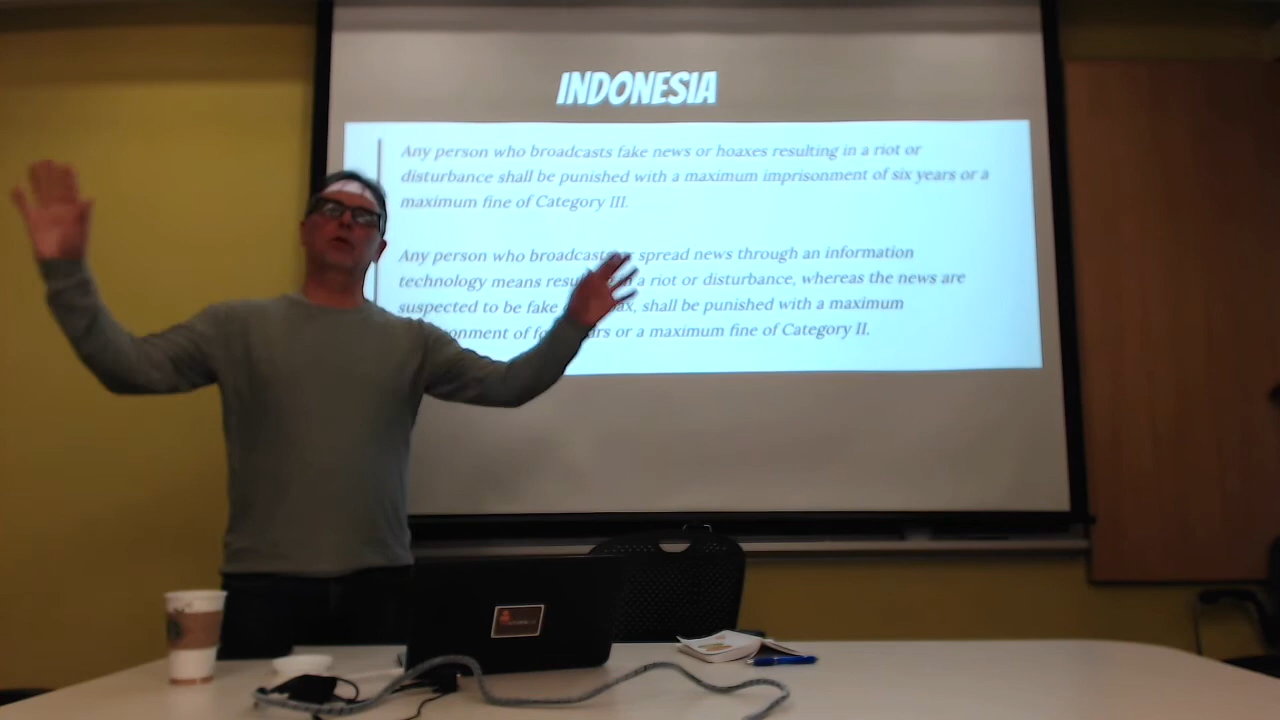 INDONESIA
Any person who broadcasts fake news or hoaxes resulting in a riot or
disturbance shall be punished with a maximum imprisonment of six years or a
maximum fine of Category III.
Any person who broadcasts spread news through an information
technology means in a riot or disturbance, whereas the news are
suspected to be fake shall be punished with a maximum
of or a maximum fine of Category II.